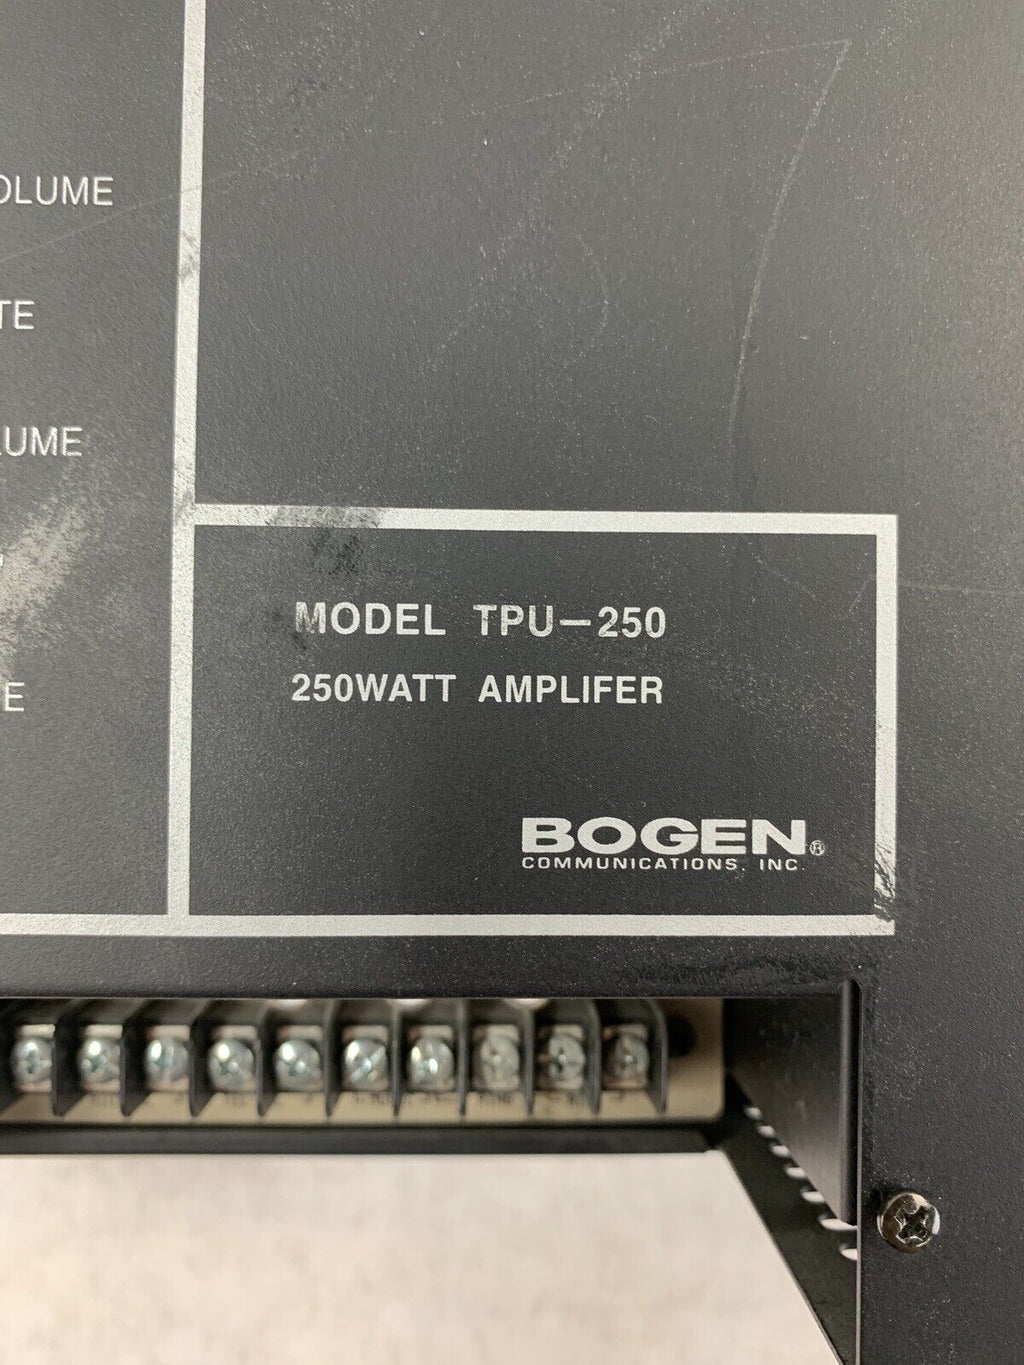 OLUME
TE
LUME
E
MODEL TPU-250
250WATT AMPLIFER
BOGEN®
COMMUNICATIONS, INC.